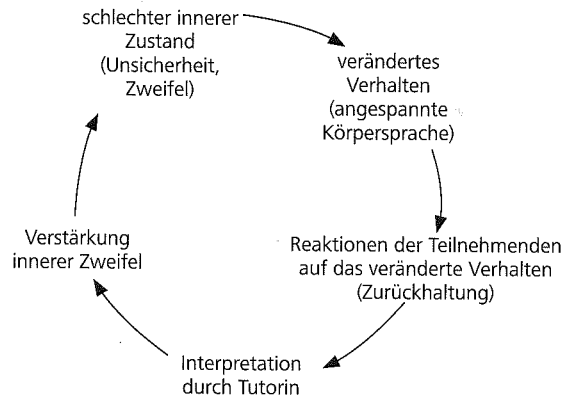 schlechter innerer
Zustand
(Unsicherheit,
Zweifel)
verändertes
Verhalten
(angespannte
Körpersprache)
Reaktionen der Teilnehmenden
auf das veränderte Verhalten
(Zurückhaltung)
Interpretation
durch Tutorin
Verstärkung
innerer Zweifel